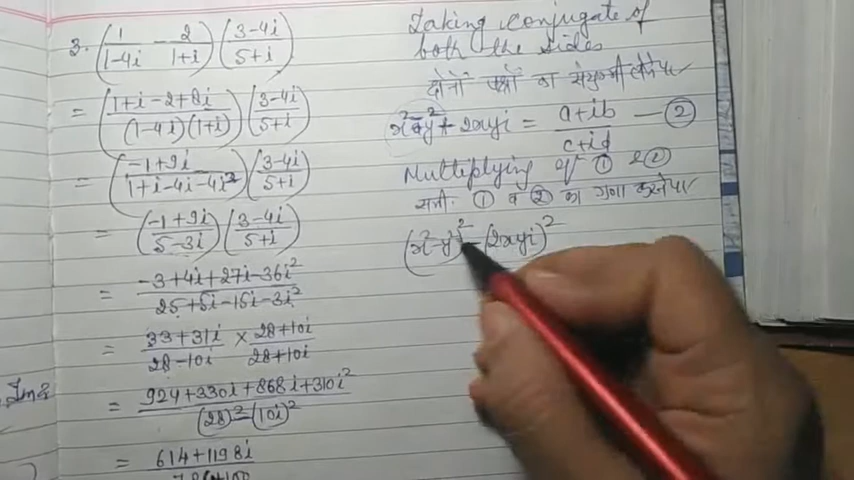 3. (1/(1-4i) - 2/(1+i)) ((3-4i)/(5+i))
= ((1+i-2+8i)/((1-4i)(1+i))) ((3-4i)/(5+i))
= ((-1+9i)/(1+i-4i-4i²)) ((3-4i)/(5+i))
= ((-1+9i)/(5-3i)) ((3-4i)/(5+i))
= (-3+4i+27i-36i²)/(25+5i-15i-3i²)
= (33+31i)/(28-10i) × (28+10i)/(28+10i)
= (924+330i+868i+310i²)/((28)²-(10i)²)
= 614+1198i
Taking conjugate of
both the sides
दोनों पक्षों का संयुग्मी लेने पर
x²-y²+2xyi = (a+ib)/(c+id) — ②
Multiplying eq ① & ②
समी. ① व ② का गुणा करने पर
(x²-y²)²-(2xyi)²